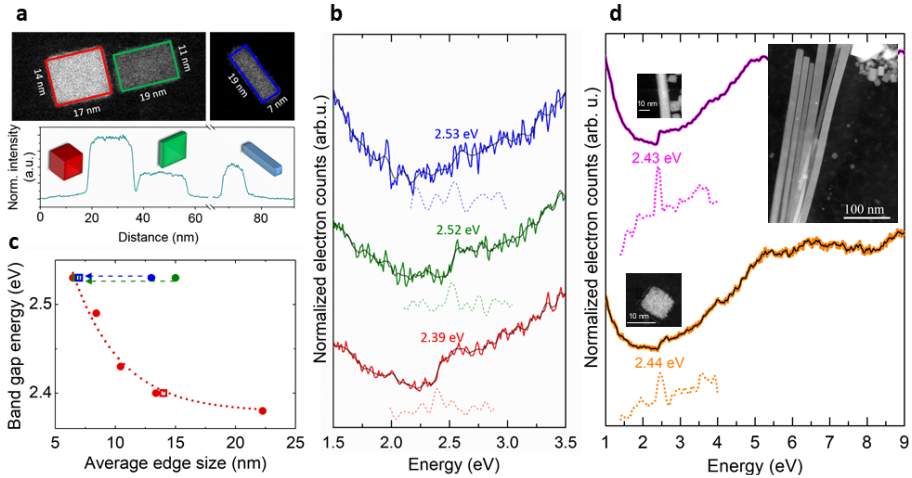 a
14 nm
17 nm
19 nm
11 nm
19 nm
7 nm
Norm. intensity
(a.u.)
0 20 40 60 80
Distance (nm)
c
Band gap energy (eV)
2.5
2.4
5 10 15 20 25
Average edge size (nm)
b
Normalized electron counts (arb.u.)
2.53 eV
2.52 eV
2.39 eV
1.5 2.0 2.5 3.0 3.5
Energy (eV)
d
Normalized electron counts (arb. u.)
10 nm
2.43 eV
100 nm
10 nm
2.44 eV
1 2 3 4 5 6 7 8 9
Energy (eV)